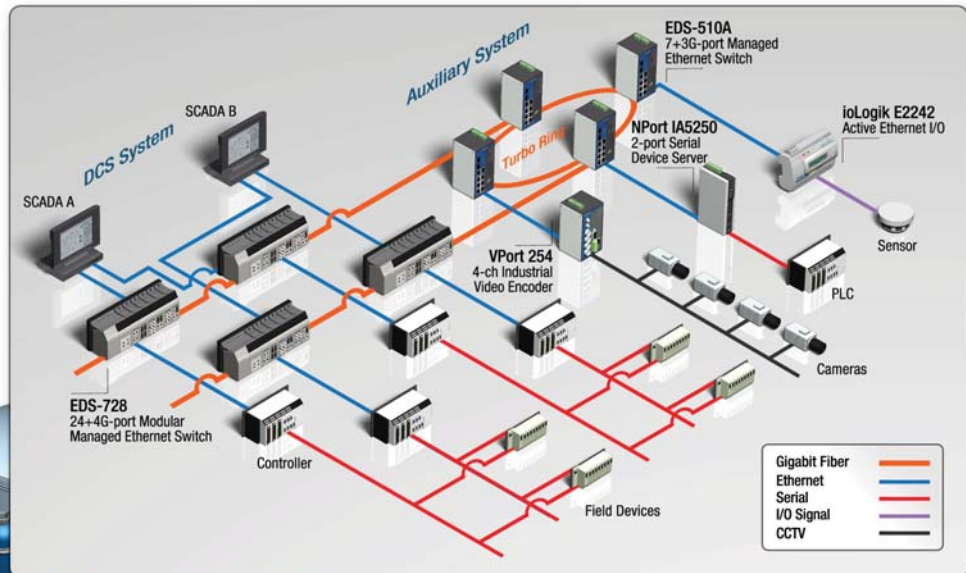 EDS-510A
7+3G-port Managed
Ethernet Switch
Auxiliary System
SCADA B
DCS System
SCADA A
Turbo Ring
NPort IA5250
2-port Serial
Device Server
ioLogik E2242
Active Ethernet I/O
Sensor
VPort 254
4-ch Industrial
Video Encoder
PLC
Cameras
EDS-728
24+4G-port Modular
Managed Ethernet Switch
Controller
Field Devices
Gigabit Fiber
Ethernet
Serial
I/O Signal
CCTV